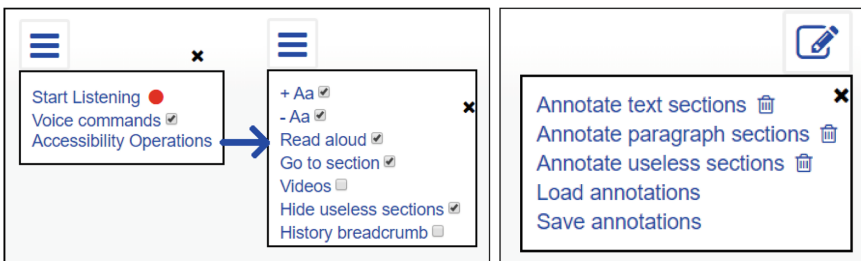 Start Listening
Voice commands
Accessibility Operations
+ Aa
- Aa
Read aloud
Go to section
Videos
Hide useless sections
History breadcrumb
Annotate text sections
Annotate paragraph sections
Annotate useless sections
Load annotations
Save annotations